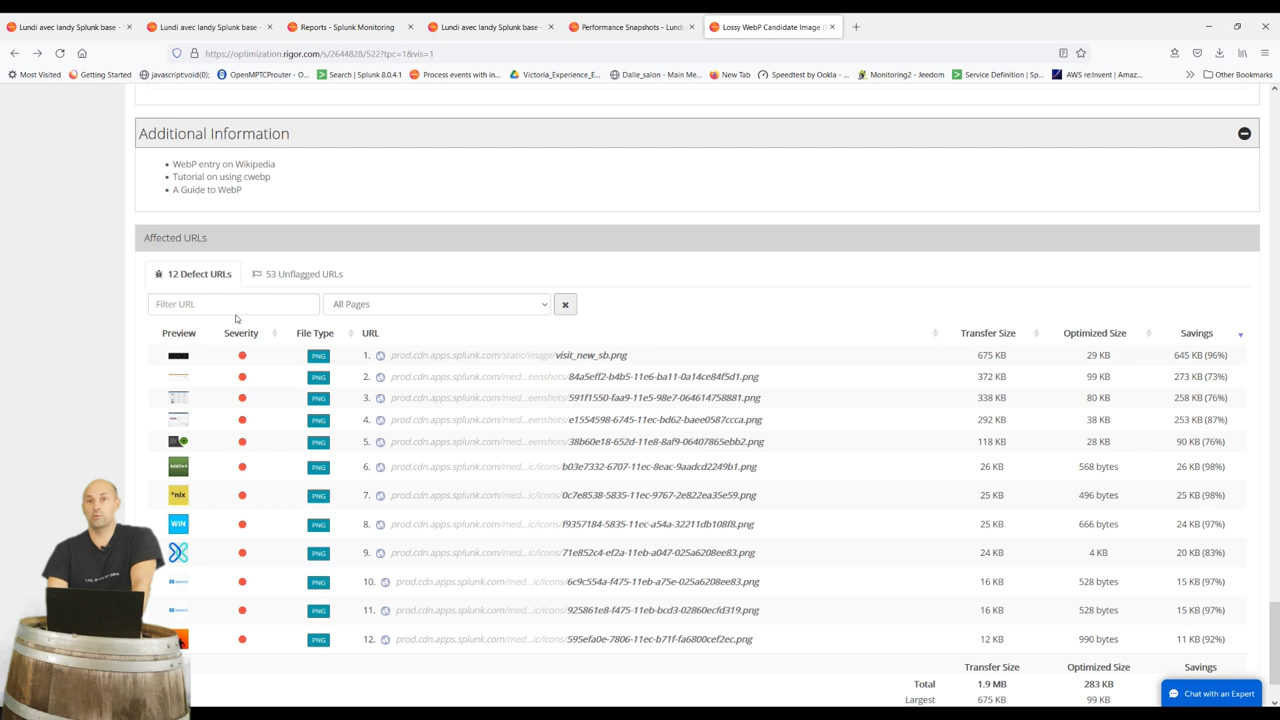 Lundi avec landy Splunk base -
Lundi avec landy Splunk base -
Reports - Splunk Monitoring
Lundi avec landy Splunk base -
Performance Snapshots - Lundi
Lossy WebP Candidate Image (
https://optimization.rigor.com/s/2644828/522?tpc=1&vis=1
Most Visited
Getting Started
javascriptvoid(0);
OpenMPTCProuter - O...
Search | Splunk 8.0.4.1
Process events with in...
Victoria_Experience_E...
Dalle_salon - Main Me...
New Tab
Speedtest by Ookla - ...
Monitoring2 - Jeedom
Service Definition | Sp...
AWS re:Invent | Amaz...
Other Bookmarks
Additional Information
• WebP entry on Wikipedia
• Tutorial on using cwebp
• A Guide to WebP
Affected URLs
12 Defect URLs
53 Unflagged URLs
Filter URL
All Pages
Preview Severity File Type URL Transfer Size Optimized Size Savings
PNG 1. prod.cdn.apps.splunk.com/static/image/visit_new_sb.png 675 KB 29 KB 645 KB (96%)
PNG 2. prod.cdn.apps.splunk.com/med...eenshots/84a5eff2-b4b5-11e6-ba11-0a14ce84f5d1.png 372 KB 99 KB 273 KB (73%)
PNG 3. prod.cdn.apps.splunk.com/med...eenshots/591f1550-faa9-11e5-98e7-064614758881.png 338 KB 80 KB 258 KB (76%)
PNG 4. prod.cdn.apps.splunk.com/med...eenshots/e1554598-6745-11ec-bd62-baee0587ccca.png 292 KB 38 KB 253 KB (87%)
PNG 5. prod.cdn.apps.splunk.com/med...eenshots/38b60e18-652d-11e8-8af9-06407865ebb2.png 118 KB 28 KB 90 KB (76%)
AddOn+ PNG 6. prod.cdn.apps.splunk.com/med...ic/icons/b03e7332-6707-11ec-8eac-9aadcd2249b1.png 26 KB 568 bytes 26 KB (98%)
*nix PNG 7. prod.cdn.apps.splunk.com/med...ic/icons/0c7e8538-5835-11ec-9767-2e822ea35e59.png 25 KB 496 bytes 25 KB (98%)
WIN PNG 8. prod.cdn.apps.splunk.com/med...ic/icons/f9357184-5835-11ec-a54a-32211db108f8.png 25 KB 666 bytes 24 KB (97%)
PNG 9. prod.cdn.apps.splunk.com/med...ic/icons/71e852c4-ef2a-11eb-a047-025a6208ee83.png 24 KB 4 KB 20 KB (83%)
PNG 10. prod.cdn.apps.splunk.com/med...ic/icons/6c9c554a-f475-11eb-a75e-025a6208ee83.png 16 KB 528 bytes 15 KB (97%)
PNG 11. prod.cdn.apps.splunk.com/med...ic/icons/925861e8-f475-11eb-bcd3-02860ecfd319.png 16 KB 528 bytes 15 KB (97%)
PNG 12. prod.cdn.apps.splunk.com/med...ic/icons/595efa0e-7806-11ec-b71f-fa6800cef2ec.png 12 KB 990 bytes 11 KB (92%)
Transfer Size Optimized Size Savings
Total 1.9 MB 283 KB
Largest 675 KB 99 KB
Chat with an Expert